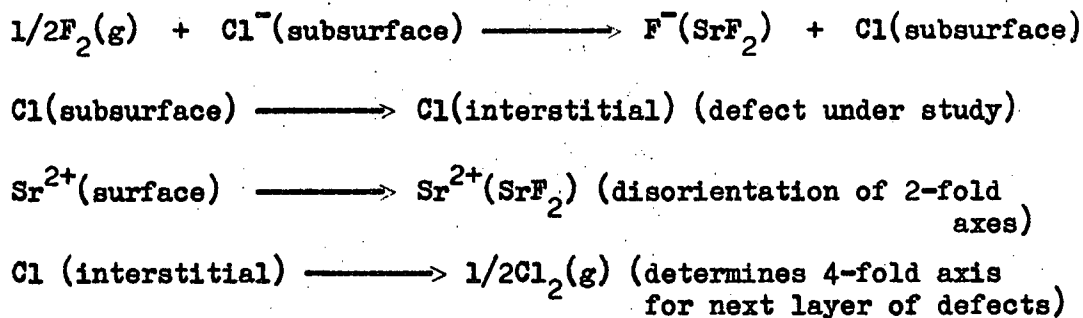 1/2F₂(g) + Cl⁻(subsurface) ⟶ F⁻(SrF₂) + Cl(subsurface)
Cl(subsurface) ⟶ Cl(interstitial) (defect under study)
Sr²⁺(surface) ⟶ Sr²⁺(SrF₂) (disorientation of 2-fold
axes)
Cl (interstitial) ⟶ 1/2Cl₂(g) (determines 4-fold axis
for next layer of defects)